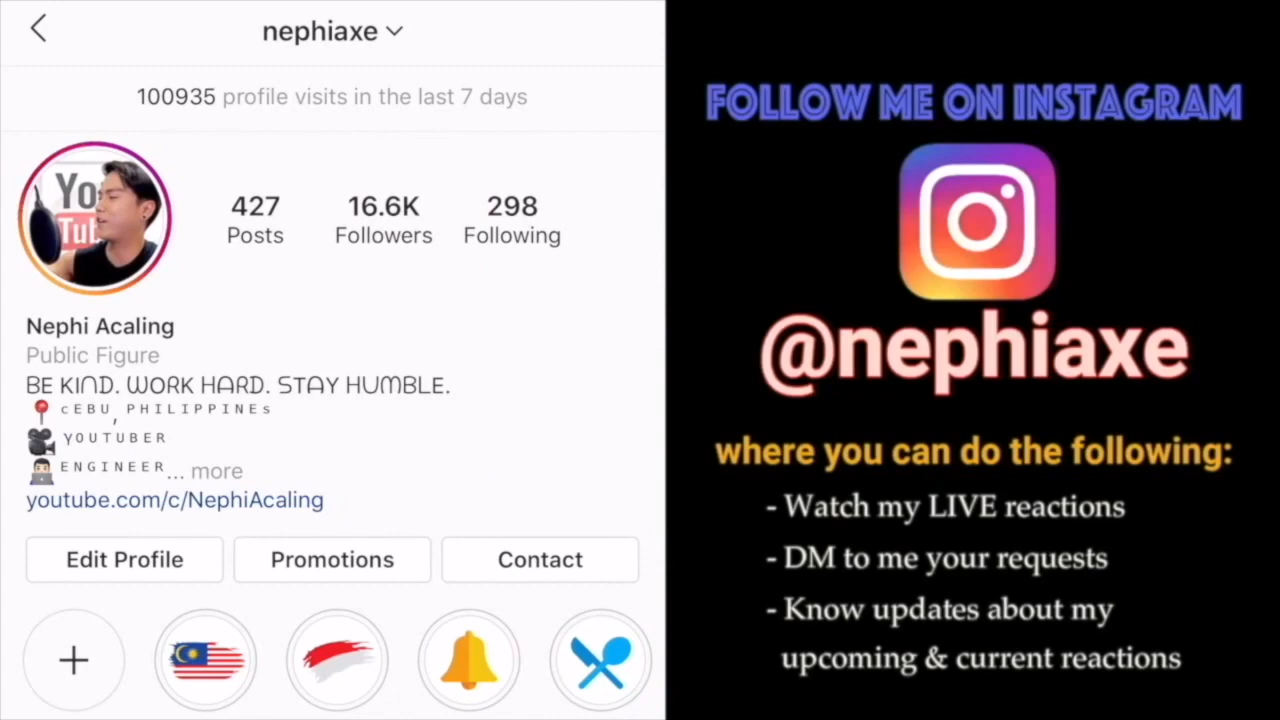 nephiaxe
100935 profile visits in the last 7 days
You
Tub
427
Posts
16.6K
Followers
298
Following
Nephi Acaling
Public Figure
BE KIND. WORK HARD. STAY HUMBLE.
ᶜᴱᴮᵁ, ᴾᴴᴵᴸᴵᴾᴾᴵᴺᴱˢ
ʸᴼᵁᵀᵁᴮᴱᴿ
ᴱᴺᴳᴵᴺᴱᴱᴿ... more
youtube.com/c/NephiAcaling
Edit Profile
Promotions
Contact
FOLLOW ME ON INSTAGRAM
@nephiaxe
where you can do the following:
- Watch my LIVE reactions
- DM to me your requests
- Know updates about my
upcoming & current reactions